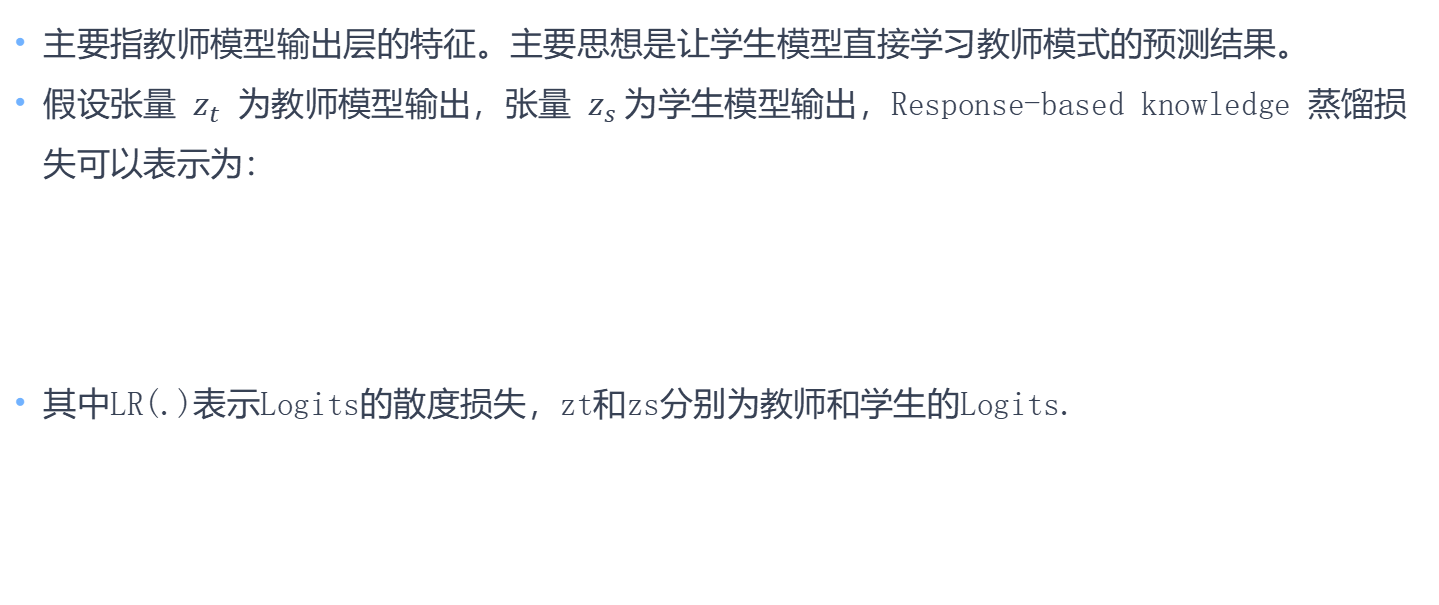 • 主要指教师模型输出层的特征。主要思想是让学生模型直接学习教师模式的预测结果。
• 假设张量 z_t 为教师模型输出，张量 z_s 为学生模型输出，Response-based knowledge 蒸馏损
失可以表示为：
• 其中LR(.)表示Logits的散度损失，zt和zs分别为教师和学生的Logits.